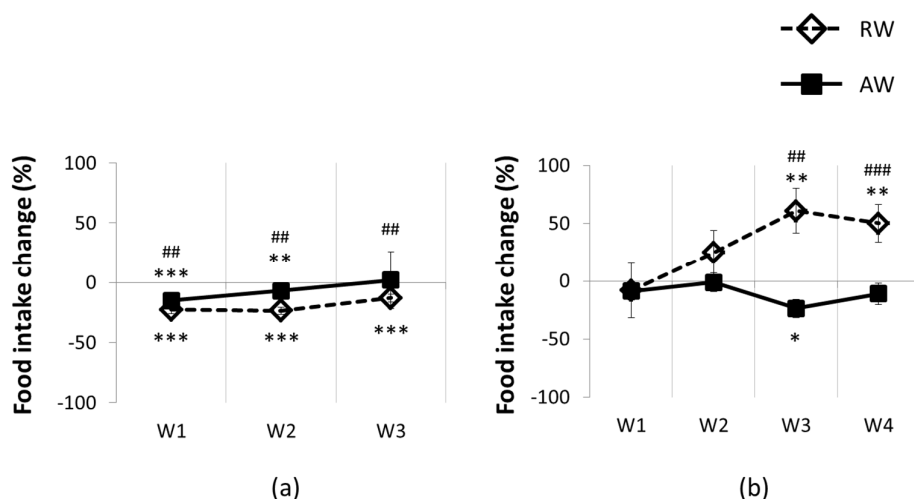 RW
AW
Food intake change (%)
100
50
0
-50
-100
##
***
##
**
##
***
***
***
W1
W2
W3
(a)
Food intake change (%)
100
50
0
-50
-100
##
**
###
**
*
W1
W2
W3
W4
(b)